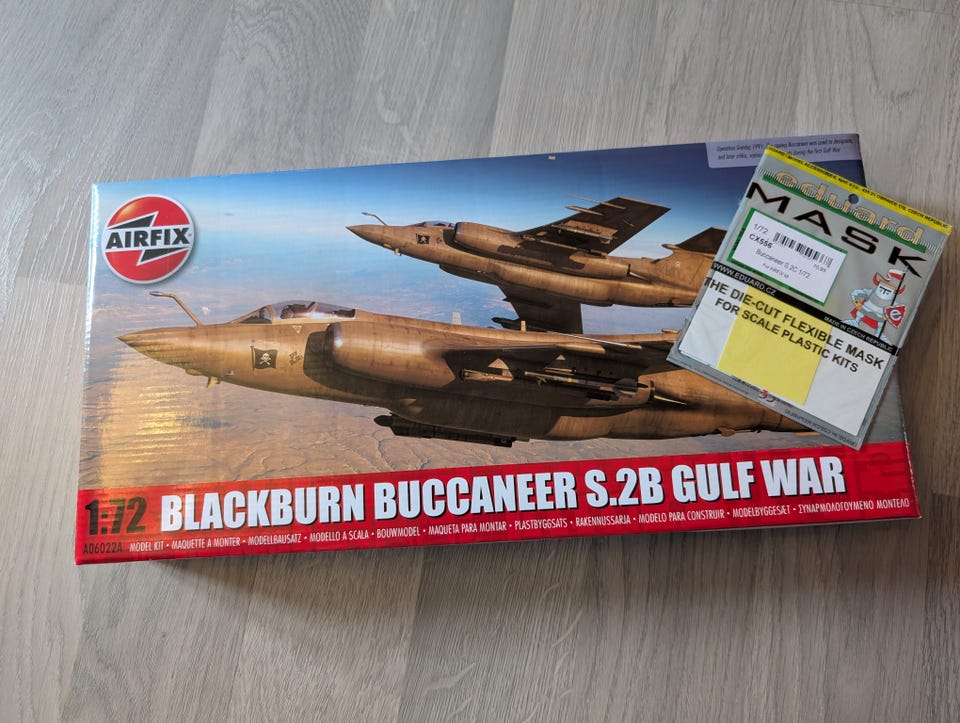 AIRFIX
1:72 BLACKBURN BUCCANEER S.2B GULF WAR
A06022A MODEL KIT • MAQUETTE À MONTER • MODELLBAUSATZ • MODELLO A SCALA • BOUWMODEL • MAQUETA PARA MONTAR • PLASTBYGGSATS • RAKENNUSSARJA • MODELO PARA CONSTRUIR • MODELBYGGESÆT • ΣΥΝΑΡΜΟΛΟΓΟΥΜΕΝΟ ΜΟΝΤΕΛΟ
eduard
MASK
1/72
CX556
Buccaneer S.2C 1/72
WWW.EDUARD.CZ
MADE IN CZECH REPUBLIC
THE DIE-CUT FLEXIBLE MASK
FOR SCALE PLASTIC KITS